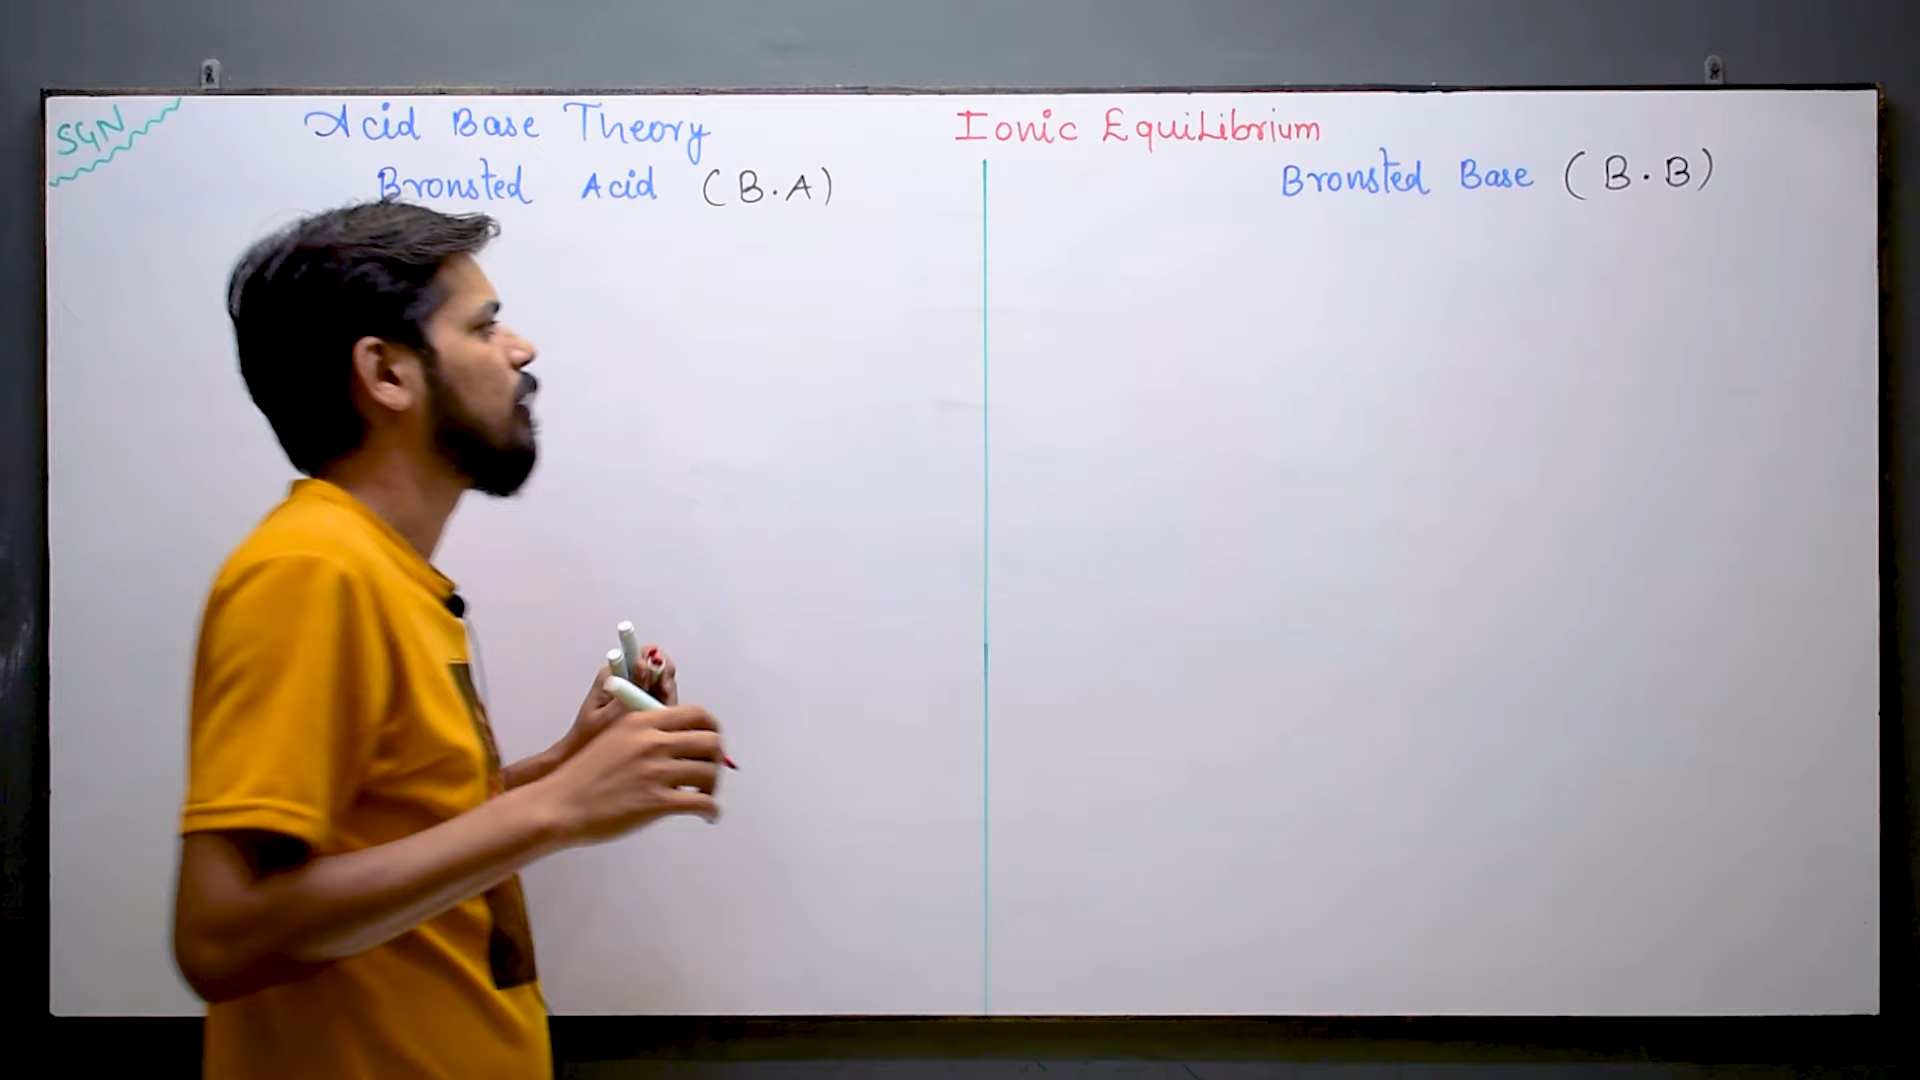 SGN
Acid Base Theory
Ionic Equilibrium
Bronsted Acid (B.A)
Bronsted Base (B.B)